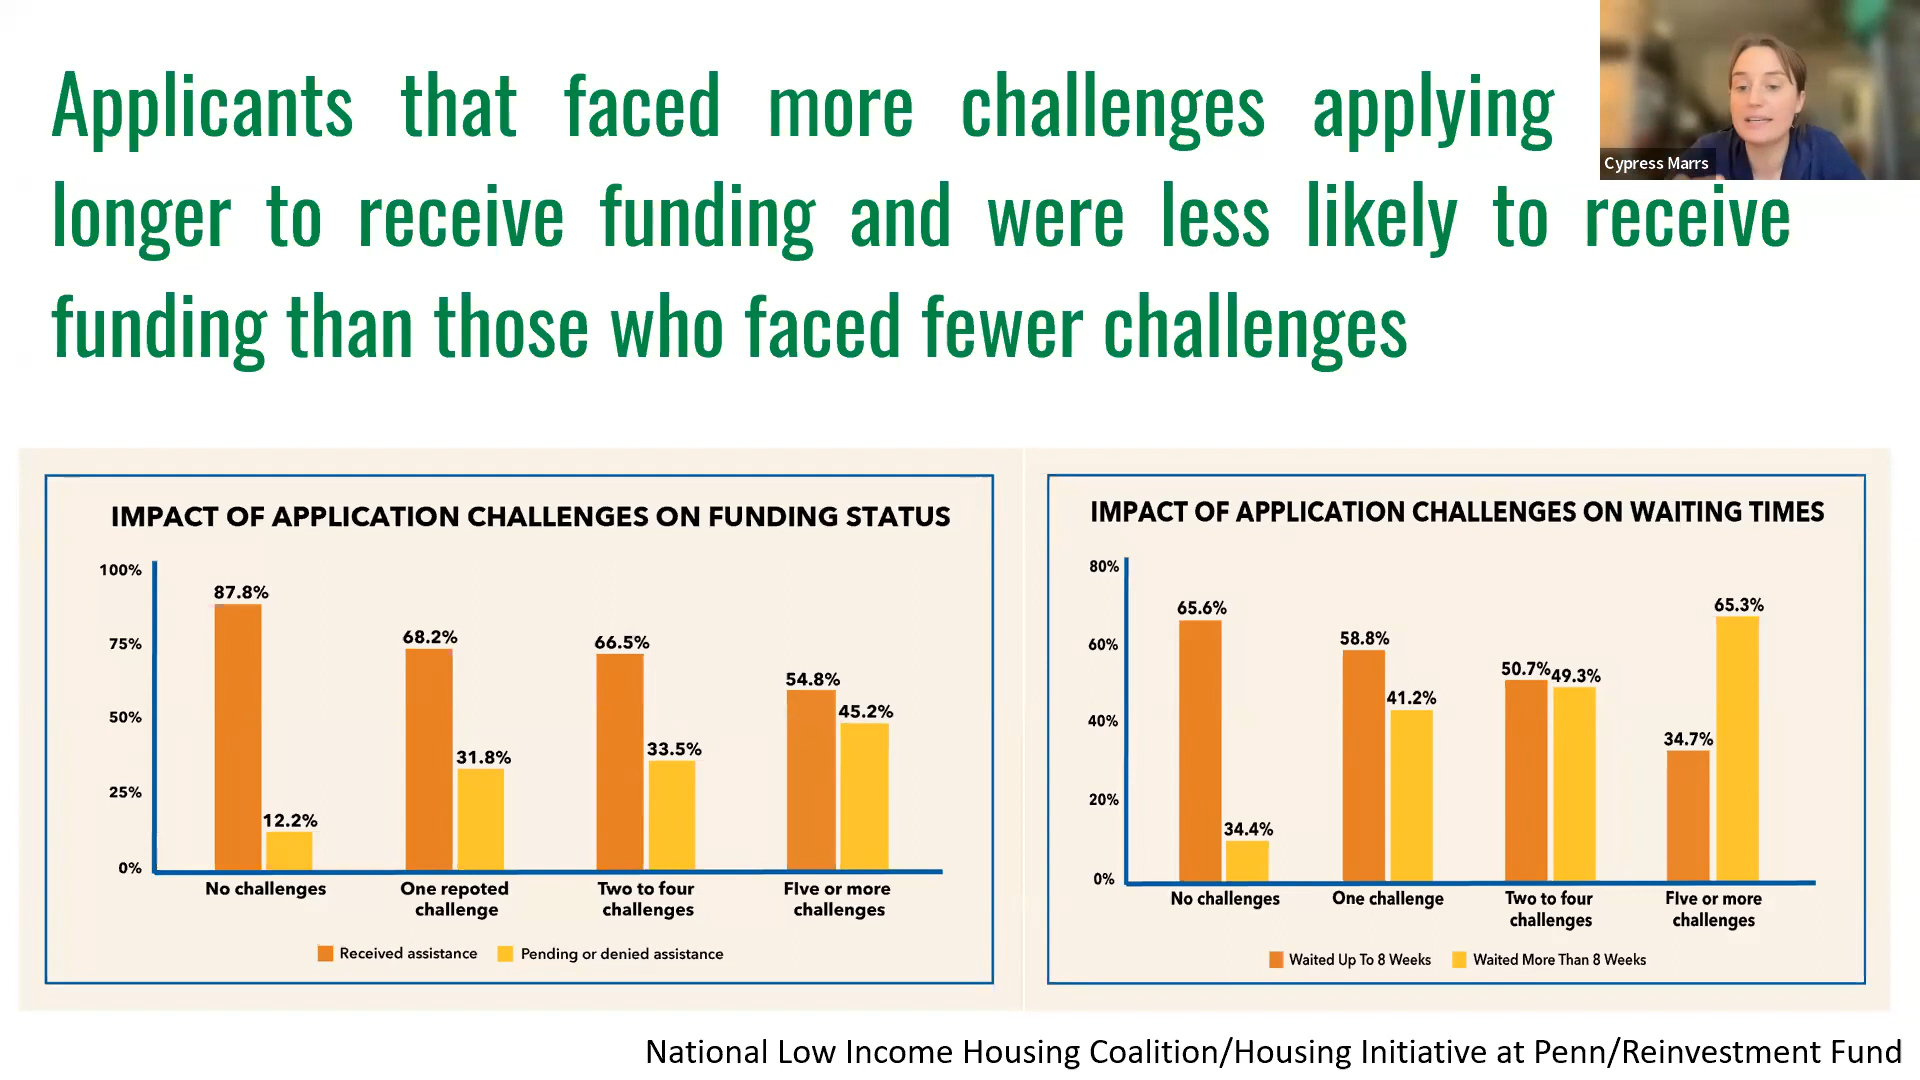 Applicants that faced more challenges applying
longer to receive funding and were less likely to receive
funding than those who faced fewer challenges
Cypress Marrs
IMPACT OF APPLICATION CHALLENGES ON FUNDING STATUS
100%
75%
50%
25%
0%
87.8%
12.2%
68.2%
31.8%
66.5%
33.5%
54.8%
45.2%
No challenges
One repoted
challenge
Two to four
challenges
FIve or more
challenges
Received assistance
Pending or denied assistance
IMPACT OF APPLICATION CHALLENGES ON WAITING TIMES
80%
60%
40%
20%
0%
65.6%
34.4%
58.8%
41.2%
50.7%
49.3%
34.7%
65.3%
No challenges
One challenge
Two to four
challenges
FIve or more
challenges
Waited Up To 8 Weeks
Waited More Than 8 Weeks
National Low Income Housing Coalition/Housing Initiative at Penn/Reinvestment Fund